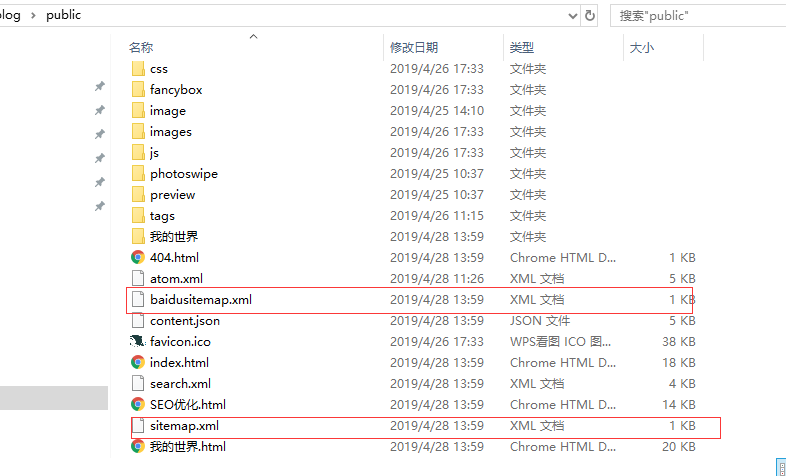 blog > public 搜索"public"
名称 修改日期 类型 大小
css 2019/4/26 17:33 文件夹
fancybox 2019/4/26 17:33 文件夹
image 2019/4/25 14:10 文件夹
images 2019/4/26 17:33 文件夹
js 2019/4/26 17:33 文件夹
photoswipe 2019/4/25 10:37 文件夹
preview 2019/4/25 10:37 文件夹
tags 2019/4/26 11:15 文件夹
我的世界 2019/4/28 13:59 文件夹
404.html 2019/4/28 13:59 Chrome HTML D... 1 KB
atom.xml 2019/4/28 11:26 XML 文档 5 KB
baidusitemap.xml 2019/4/28 13:59 XML 文档 1 KB
content.json 2019/4/28 13:59 JSON 文件 5 KB
favicon.ico 2019/4/26 17:33 WPS看图 ICO 图... 38 KB
index.html 2019/4/28 13:59 Chrome HTML D... 18 KB
search.xml 2019/4/28 13:59 XML 文档 4 KB
SEO优化.html 2019/4/28 13:59 Chrome HTML D... 14 KB
sitemap.xml 2019/4/28 13:59 XML 文档 1 KB
我的世界.html 2019/4/28 13:59 Chrome HTML D... 20 KB